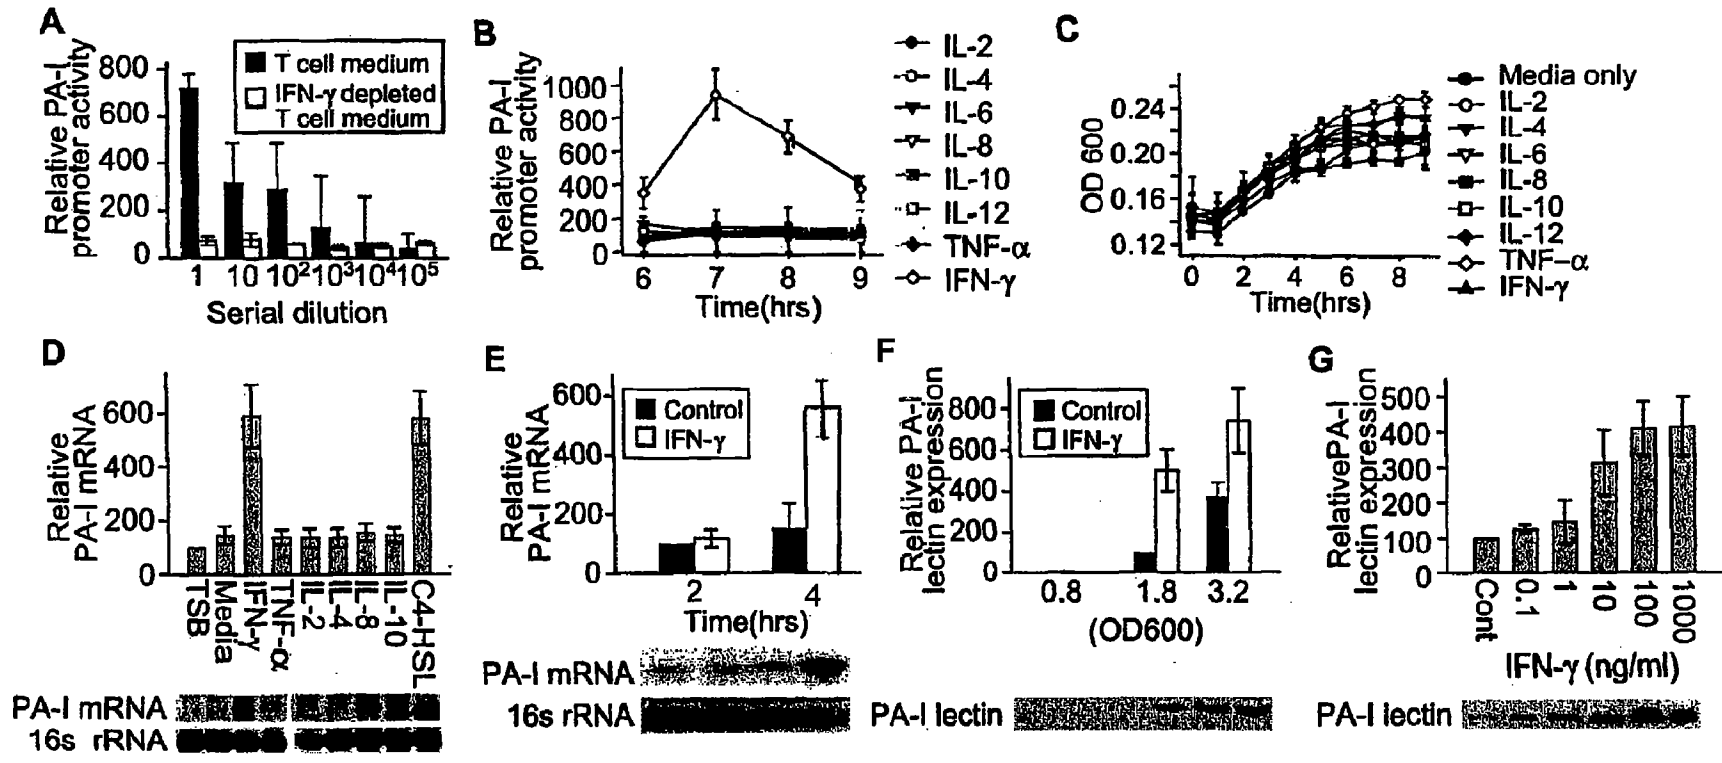 A
Relative PA-I
promoter activity
800
600
400
200
0
T cell medium
IFN-γ depleted
T cell medium
1 10 10² 10³ 10⁴ 10⁵
Serial dilution
B
Relative PA-I
promoter activity
1000
800
600
400
200
0
6 7 8 9
Time(hrs)
IL-2
IL-4
IL-6
IL-8
IL-10
IL-12
TNF-α
IFN-γ
C
OD 600
0.24
0.20
0.16
0.12
0 2 4 6 8
Time(hrs)
Media only
IL-2
IL-4
IL-6
IL-8
IL-10
IL-12
TNF-α
IFN-γ
D
Relative
PA-I mRNA
600
400
200
0
TSB
Media
IFN-γ
TNF-α
IL-2
IL-4
IL-8
IL-10
C4-HSL
PA-I mRNA
16s rRNA
E
Relative
PA-I mRNA
600
400
200
0
Control
IFN-γ
2 4
Time(hrs)
PA-I mRNA
16s rRNA
F
Relative PA-I
lectin expression
800
600
400
200
0
Control
IFN-γ
0.8 1.8 3.2
(OD600)
PA-I lectin
G
RelativePA-I
lectin expression
500
400
300
200
100
0
Cont
0.1
1
10
100
1000
IFN-γ (ng/ml)
PA-I lectin